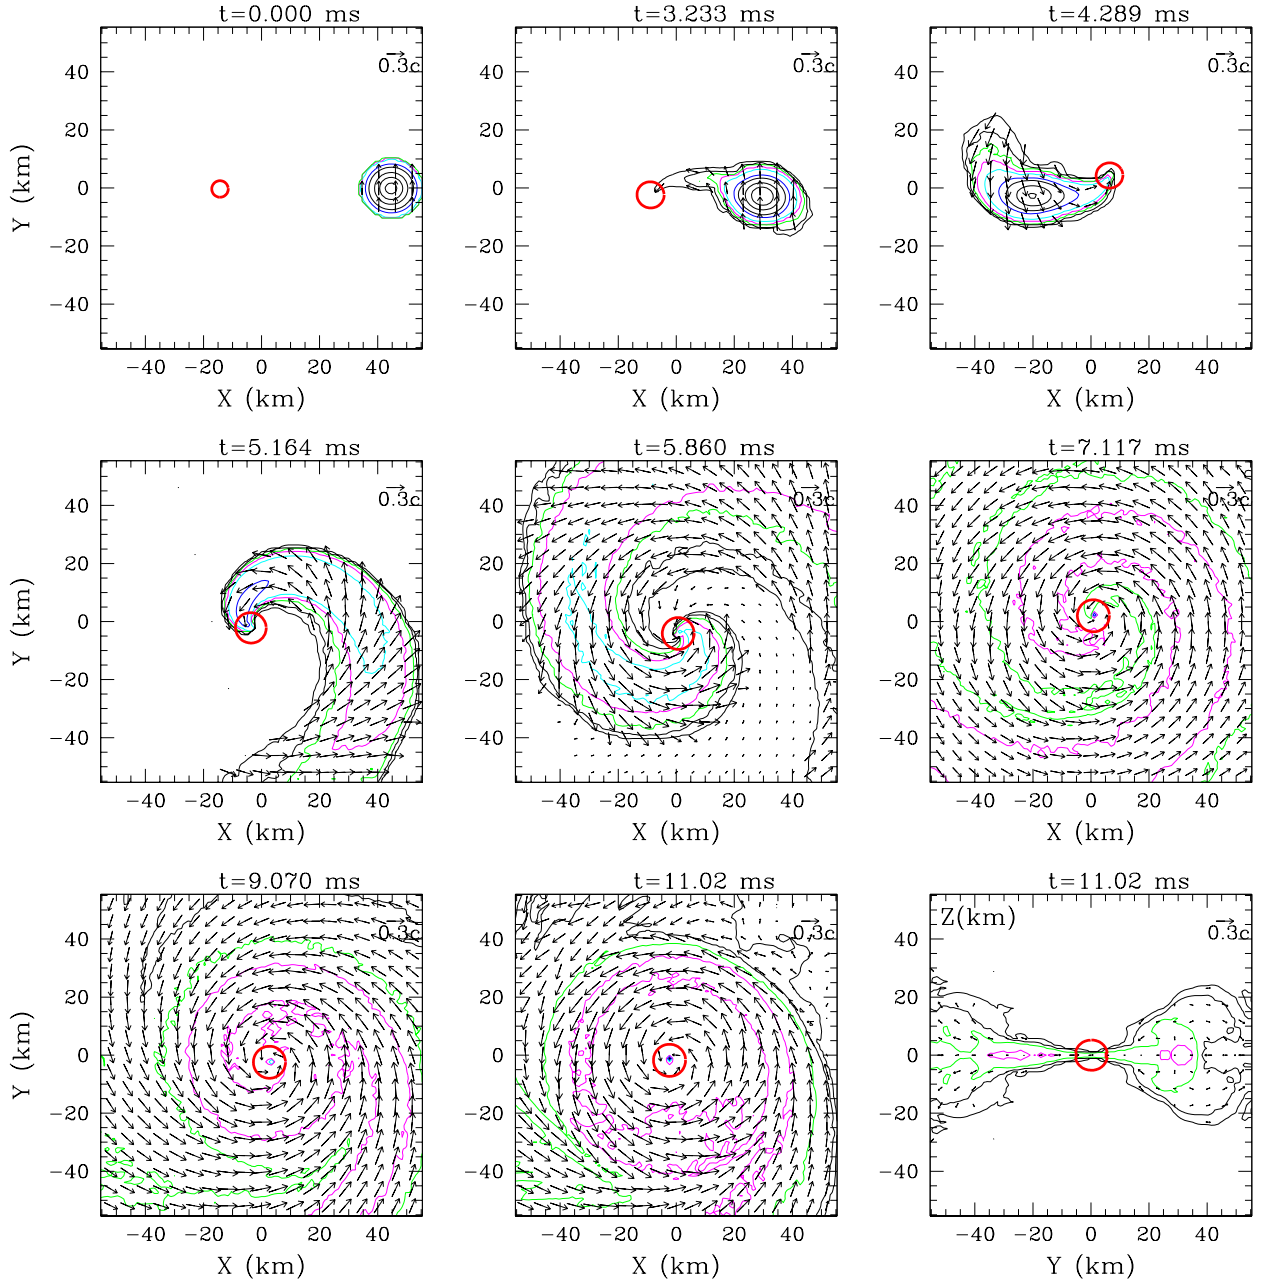 t=0.000 ms t=3.233 ms t=4.289 ms
0.3c 0.3c 0.3c
40 40 40
20 20 20
0 0 0
−20 −20 −20
−40 −40 −40
Y (km)
−40 −20 0 20 40 −40 −20 0 20 40 −40 −20 0 20 40
X (km) X (km) X (km)
t=5.164 ms t=5.860 ms t=7.117 ms
0.3c 0.3c 0.3c
40 40 40
20 20 20
0 0 0
−20 −20 −20
−40 −40 −40
Y (km)
−40 −20 0 20 40 −40 −20 0 20 40 −40 −20 0 20 40
X (km) X (km) X (km)
t=9.070 ms t=11.02 ms t=11.02 ms
Z(km)
0.3c 0.3c 0.3c
40 40 40
20 20 20
0 0 0
−20 −20 −20
−40 −40 −40
Y (km)
−40 −20 0 20 40 −40 −20 0 20 40 −40 −20 0 20 40
X (km) X (km) Y (km)